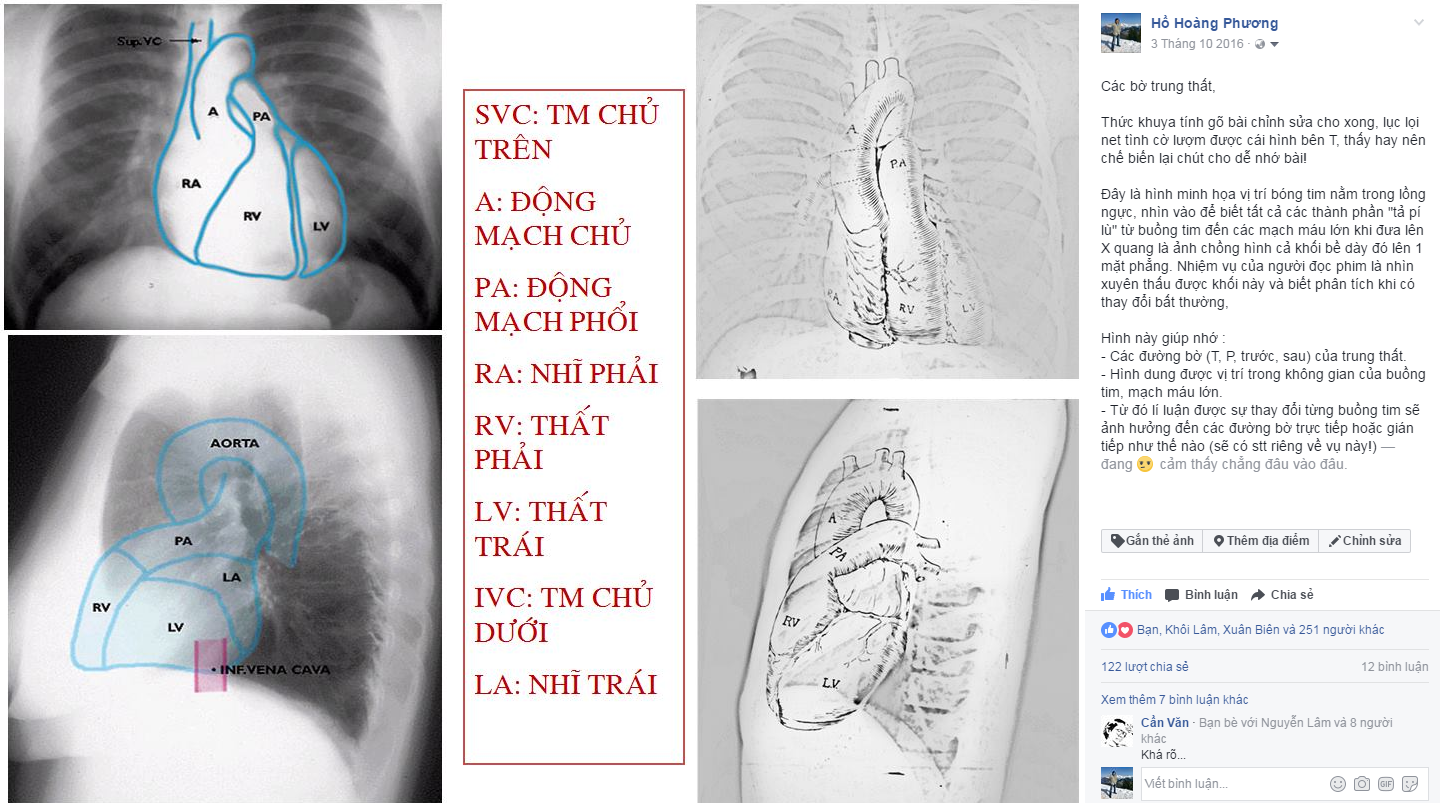 Sup.VC
A
PA
RA
RV
LV
AORTA
PA
LA
RV
LV
INF.VENA CAVA
SVC: TM CHỦ
TRÊN
A: ĐỘNG
MẠCH CHỦ
PA: ĐỘNG
MẠCH PHỔI
RA: NHĨ PHẢI
RV: THẤT
PHẢI
LV: THẤT
TRÁI
IVC: TM CHỦ
DƯỚI
LA: NHĨ TRÁI
A.
P.A
RA.
RV.
LV
A
PA
RV
LV.
Hồ Hoàng Phương
3 Tháng 10 2016 ·
Các bờ trung thất,
Thức khuya tính gõ bài chỉnh sửa cho xong, lục lọi
net tình cờ lượm được cái hình bên T, thấy hay nên
chế biến lại chút cho dễ nhớ bài!
Đây là hình minh họa vị trí bóng tim nằm trong lồng
ngực, nhìn vào để biết tất cả các thành phần "tả pí
lù" từ buồng tim đến các mạch máu lớn khi đưa lên
X quang là ảnh chồng hình cả khối bề dày đó lên 1
mặt phẳng. Nhiệm vụ của người đọc phim là nhìn
xuyên thấu được khối này và biết phân tích khi có
thay đổi bất thường,
Hình này giúp nhớ :
- Các đường bờ (T, P, trước, sau) của trung thất.
- Hình dung được vị trí trong không gian của buồng
tim, mạch máu lớn.
- Từ đó lí luận được sự thay đổi từng buồng tim sẽ
ảnh hưởng đến các đường bờ trực tiếp hoặc gián
tiếp như thế nào (sẽ có stt riêng về vụ này!) —
đang cảm thấy chẳng đâu vào đâu.
Gắn thẻ ảnh Thêm địa điểm Chỉnh sửa
Thích Bình luận Chia sẻ
Bạn, Khôi Lâm, Xuân Biên và 251 người khác
122 lượt chia sẻ 12 bình luận
Xem thêm 7 bình luận khác
Cẩn Văn · Bạn bè với Nguyễn Lâm và 8 người
khác
Khá rõ...
Viết bình luận...
GIF